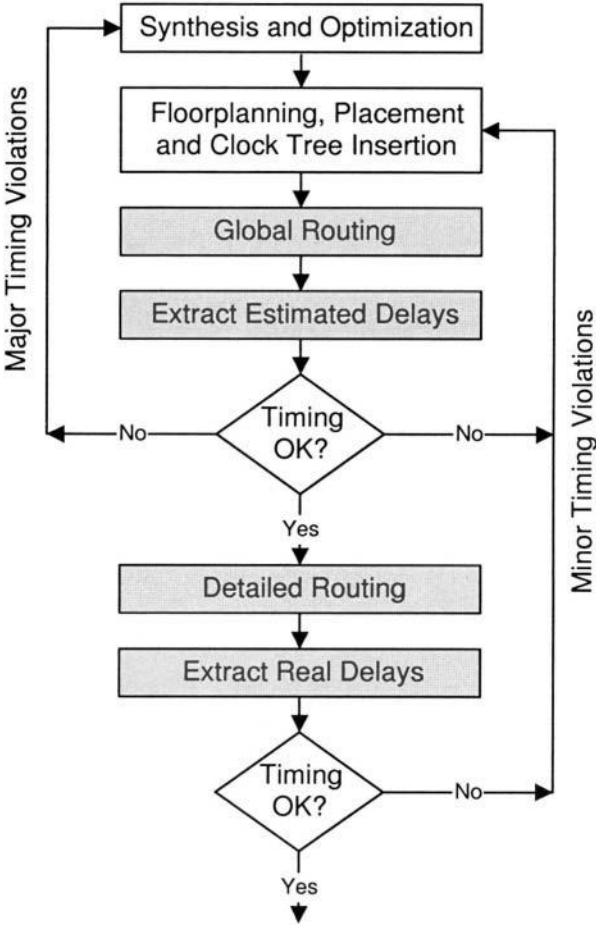 Synthesis and Optimization
Floorplanning, Placement
and Clock Tree Insertion
Global Routing
Extract Estimated Delays
Timing
OK?
No
No
Yes
Detailed Routing
Extract Real Delays
Timing
OK?
No
Yes
Major Timing Violations
Minor Timing Violations